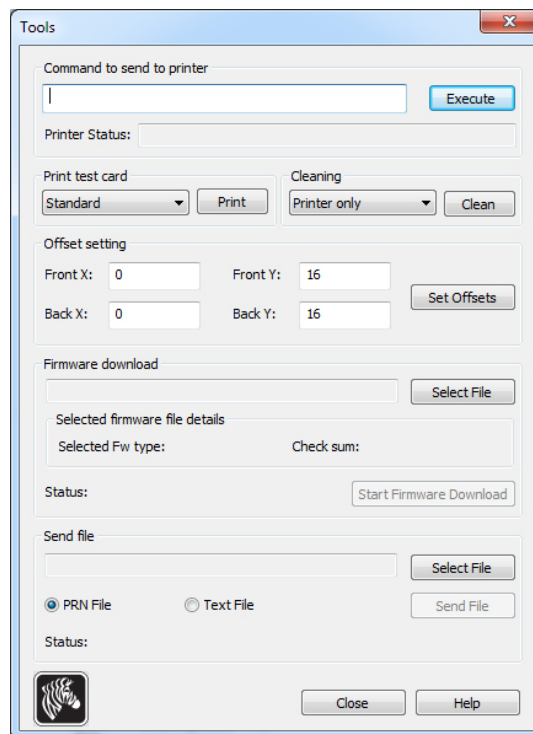 Tools
Command to send to printer
Execute
Printer Status:
Print test card
Cleaning
Standard
Print
Printer only
Clean
Offset setting
Front X: 0 Front Y: 16
Set Offsets
Back X: 0 Back Y: 16
Firmware download
Select File
Selected firmware file details
Selected Fw type: Check sum:
Status:
Start Firmware Download
Send file
Select File
PRN File Text File
Send File
Status:
Close Help